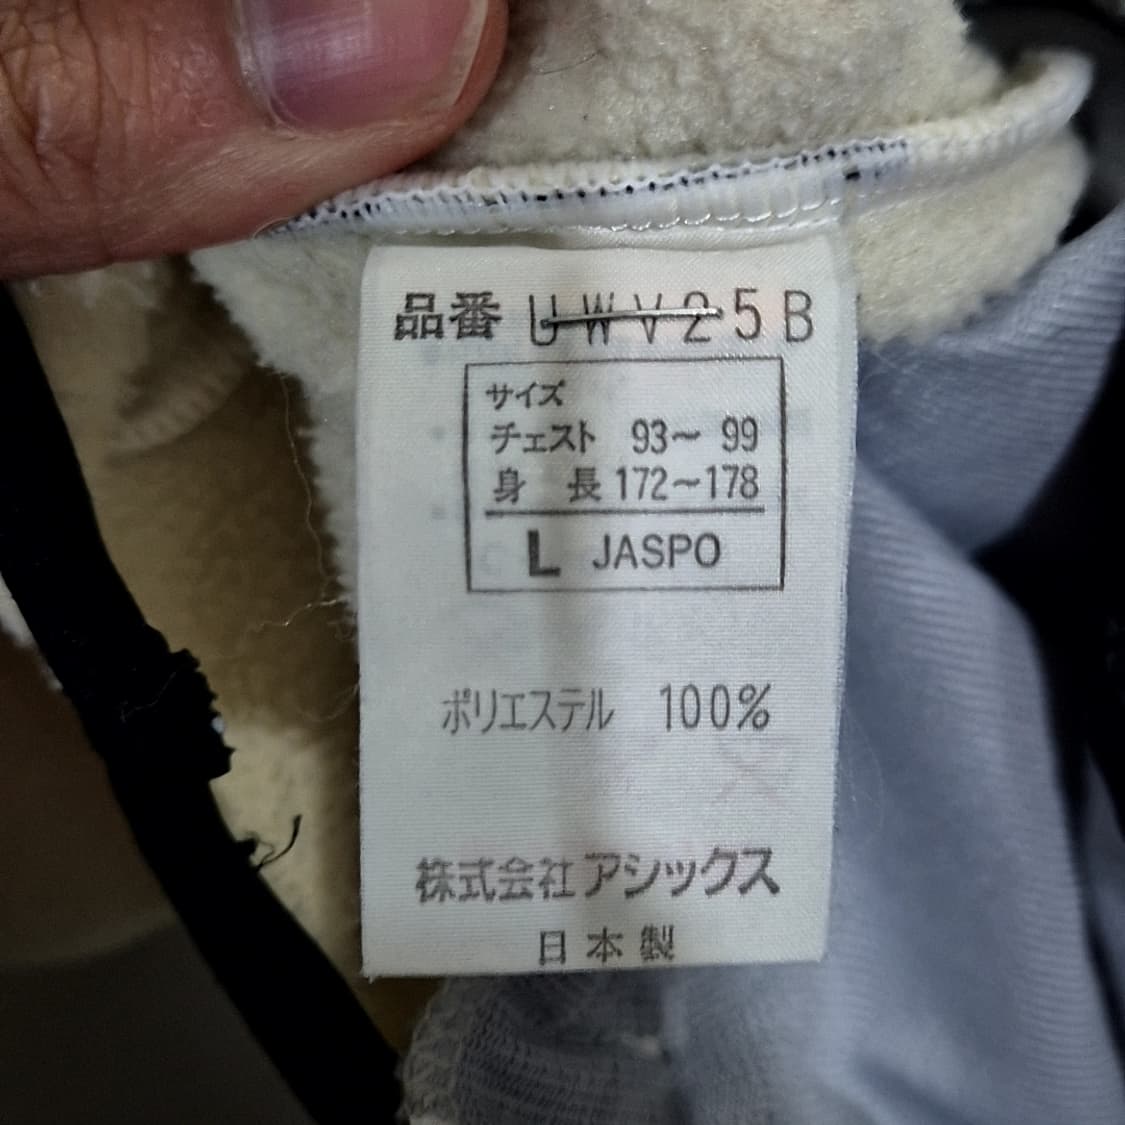 品番 UWV25B
サイズ
チェスト 93～99
身 長 172～178
L JASPO
ポリエステル 100%
株式会社アシックス
日本製